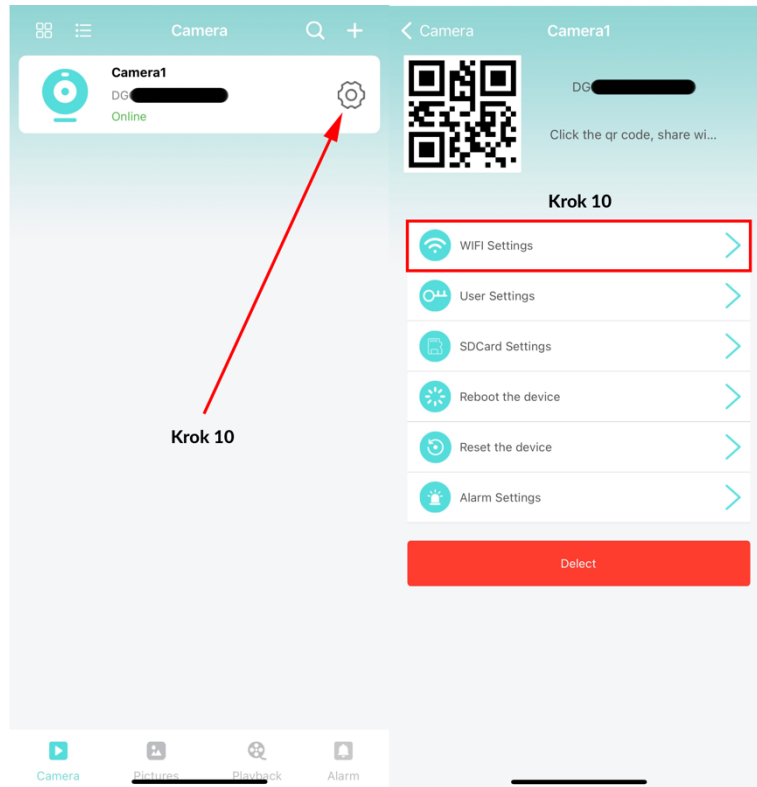 Camera
Camera1
DG
Online
Krok 10
Camera
Pictures
Playback
Alarm
Camera
Camera1
DG
Click the qr code, share wi...
Krok 10
WIFI Settings
User Settings
SDCard Settings
Reboot the device
Reset the device
Alarm Settings
Delect